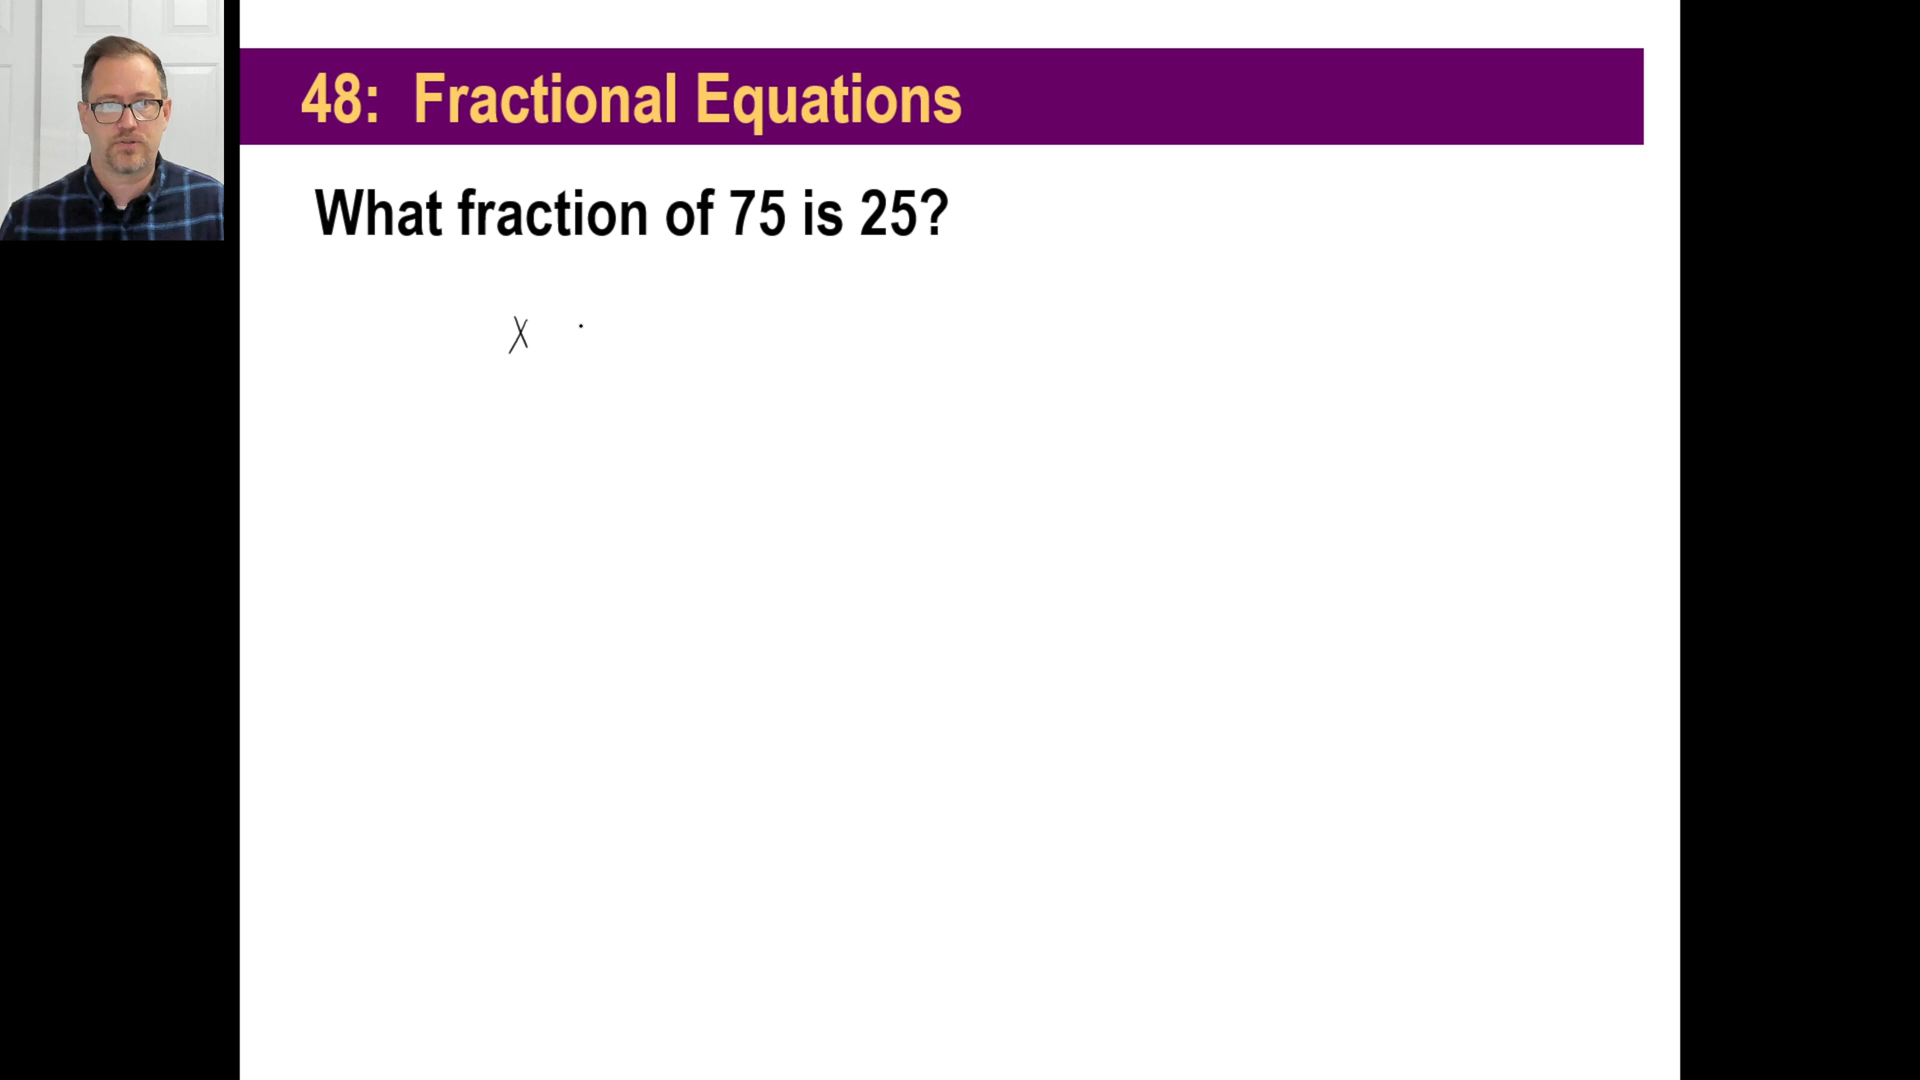 48: Fractional Equations
What fraction of 75 is 25?
x ·